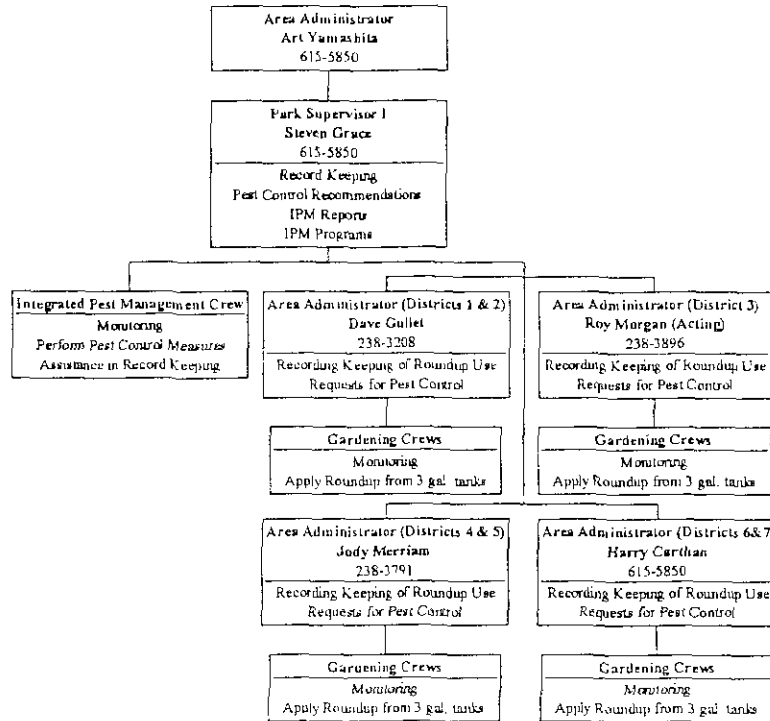 Area Administrator
Art Yamashita
615-5850
Park Supervisor I
Steven Grace
615-5850
Record Keeping
Pest Control Recommendations
IPM Reports
IPM Programs
Integrated Pest Management Crew
Monitoring
Perform Pest Control Measures
Assistance in Record Keeping
Area Administrator (Districts 1 & 2)
Dave Gullet
238-3208
Recording Keeping of Roundup Use
Requests for Pest Control
Area Administrator (District 3)
Roy Morgan (Acting)
238-3896
Recording Keeping of Roundup Use
Requests for Pest Control
Gardening Crews
Monitoring
Apply Roundup from 3 gal. tanks
Gardening Crews
Monitoring
Apply Roundup from 3 gal. tanks
Area Administrator (Districts 4 & 5)
Jody Merriam
238-3791
Recording Keeping of Roundup Use
Requests for Pest Control
Area Administrator (Districts 6& 7
Harry Carthan
615-5850
Recording Keeping of Roundup Use
Requests for Pest Control
Gardening Crews
Monitoring
Apply Roundup from 3 gal. tanks
Gardening Crews
Monitoring
Apply Roundup from 3 gal. tanks